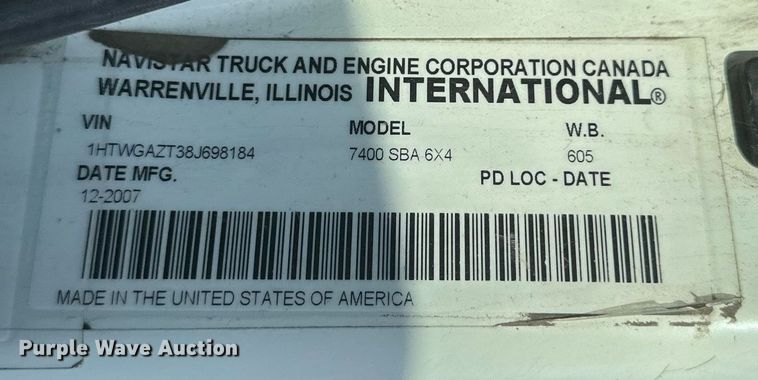 NAVISTAR TRUCK AND ENGINE CORPORATION CANADA
WARRENVILLE, ILLINOIS INTERNATIONAL®
VIN MODEL W.B.
1HTWGAZT38J698184 7400 SBA 6X4 605
DATE MFG. PD LOC - DATE
12-2007
MADE IN THE UNITED STATES OF AMERICA
Purple Wave Auction